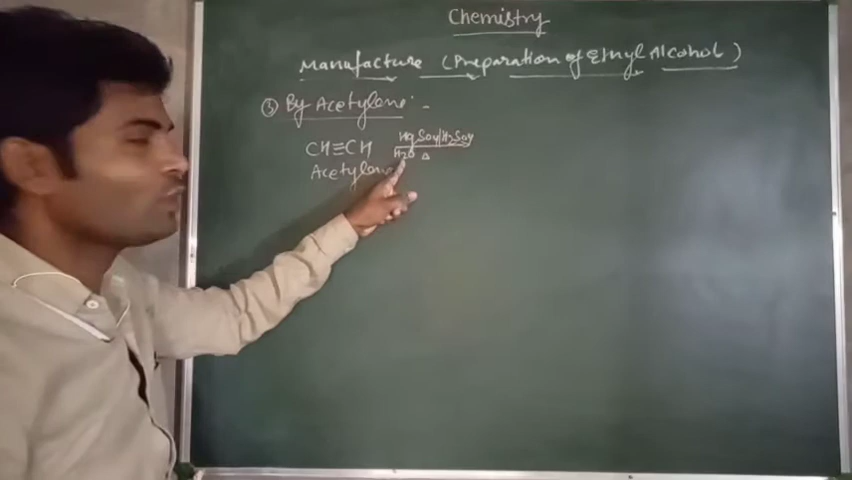 Chemistry
Manufacture (Preparation of Ethyl Alcohol)
③ By Acetylene:-
CH≡CH HgSO4/H2SO4
H2O Δ
Acetylene